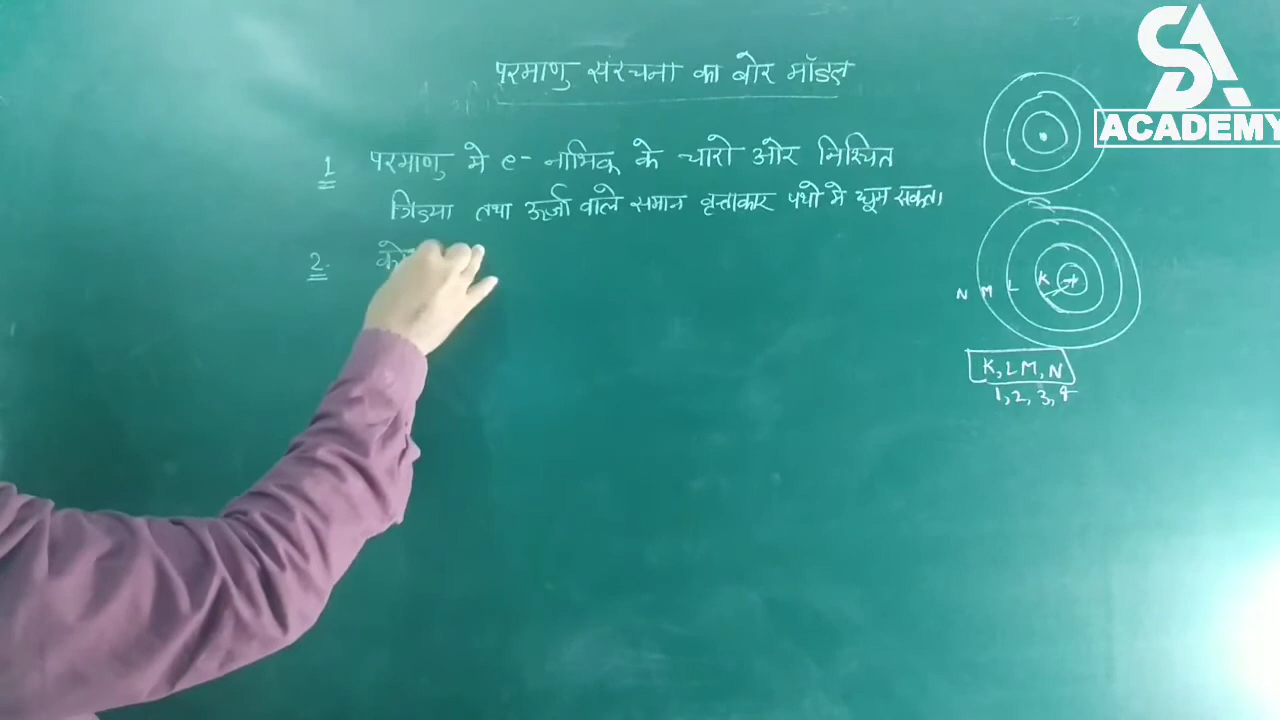 परमाणु संरचना का बोर मॉडल
1 परमाणु मे e- नाभिक के चारो ओर निश्चित
त्रिज्या तथा ऊर्जा वाले समान वृत्ताकार पथो मे घूम सकता।
2.
N M L K +
K, L M, N
1, 2, 3, 4
SA
ACADEMY